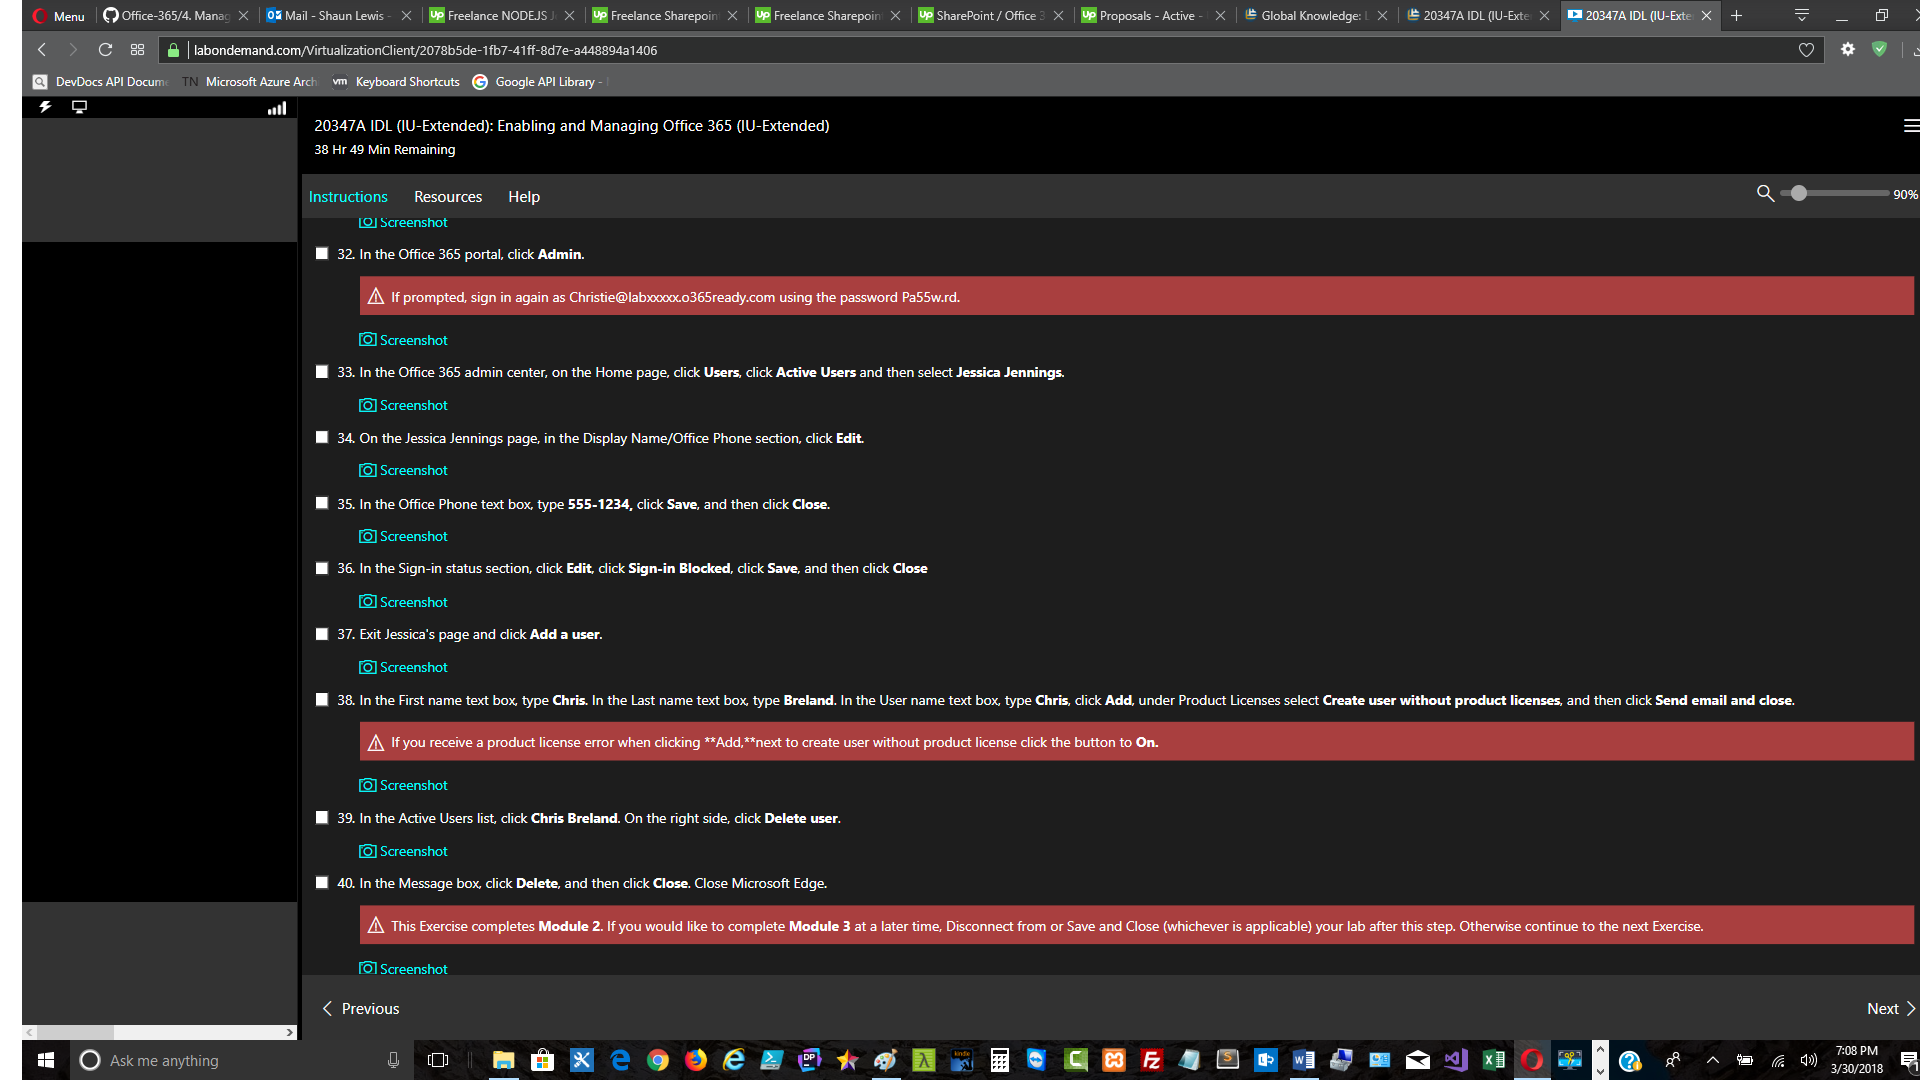 Menu
Office-365/4. Manag
Mail - Shaun Lewis -
Freelance NODEJS J
Freelance Sharepoin
Freelance Sharepoin
SharePoint / Office 3
Proposals - Active -
Global Knowledge: L
20347A IDL (IU-Exte
20347A IDL (IU-Exte
labondemand.com/VirtualizationClient/2078b5de-1fb7-41ff-8d7e-a448894a1406
DevDocs API Docume
TN Microsoft Azure Arch
vm Keyboard Shortcuts
Google API Library -
20347A IDL (IU-Extended): Enabling and Managing Office 365 (IU-Extended)
38 Hr 49 Min Remaining
Instructions Resources Help
90%
Screenshot
32. In the Office 365 portal, click Admin.
If prompted, sign in again as Christie@labxxxxx.o365ready.com using the password Pa55w.rd.
Screenshot
33. In the Office 365 admin center, on the Home page, click Users, click Active Users and then select Jessica Jennings.
Screenshot
34. On the Jessica Jennings page, in the Display Name/Office Phone section, click Edit.
Screenshot
35. In the Office Phone text box, type 555-1234, click Save, and then click Close.
Screenshot
36. In the Sign-in status section, click Edit, click Sign-in Blocked, click Save, and then click Close
Screenshot
37. Exit Jessica's page and click Add a user.
Screenshot
38. In the First name text box, type Chris. In the Last name text box, type Breland. In the User name text box, type Chris, click Add, under Product Licenses select Create user without product licenses, and then click Send email and close.
If you receive a product license error when clicking **Add,**next to create user without product license click the button to On.
Screenshot
39. In the Active Users list, click Chris Breland. On the right side, click Delete user.
Screenshot
40. In the Message box, click Delete, and then click Close. Close Microsoft Edge.
This Exercise completes Module 2. If you would like to complete Module 3 at a later time, Disconnect from or Save and Close (whichever is applicable) your lab after this step. Otherwise continue to the next Exercise.
Screenshot
Previous
Next
Ask me anything
7:08 PM
3/30/2018